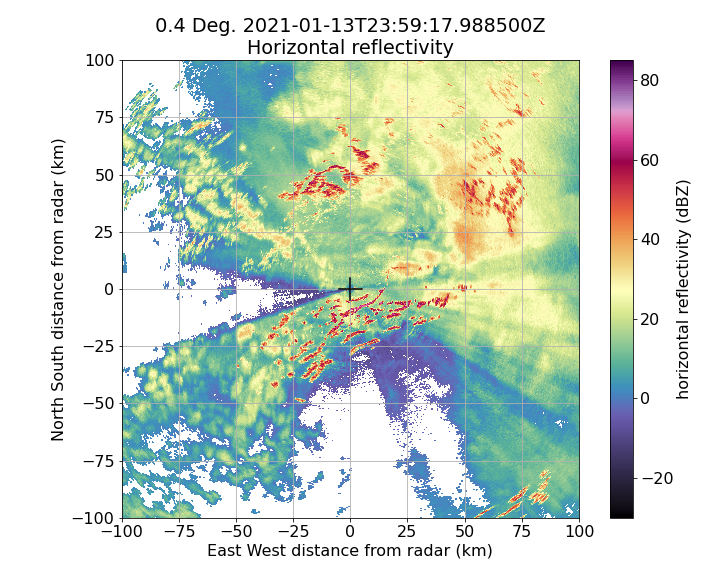 0.4 Deg. 2021-01-13T23:59:17.988500Z
Horizontal reflectivity
100
75
50
25
0
−25
−50
−75
−100
North South distance from radar (km)
−100 −75 −50 −25 0 25 50 75 100
East West distance from radar (km)
80
60
40
20
0
−20
horizontal reflectivity (dBZ)